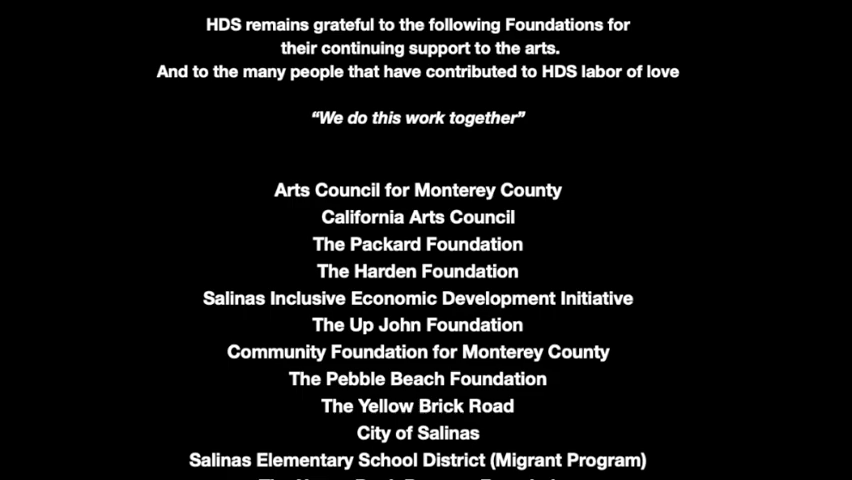 HDS remains grateful to the following Foundations for
their continuing support to the arts.
And to the many people that have contributed to HDS labor of love
“We do this work together”
Arts Council for Monterey County
California Arts Council
The Packard Foundation
The Harden Foundation
Salinas Inclusive Economic Development Initiative
The Up John Foundation
Community Foundation for Monterey County
The Pebble Beach Foundation
The Yellow Brick Road
City of Salinas
Salinas Elementary School District (Migrant Program)